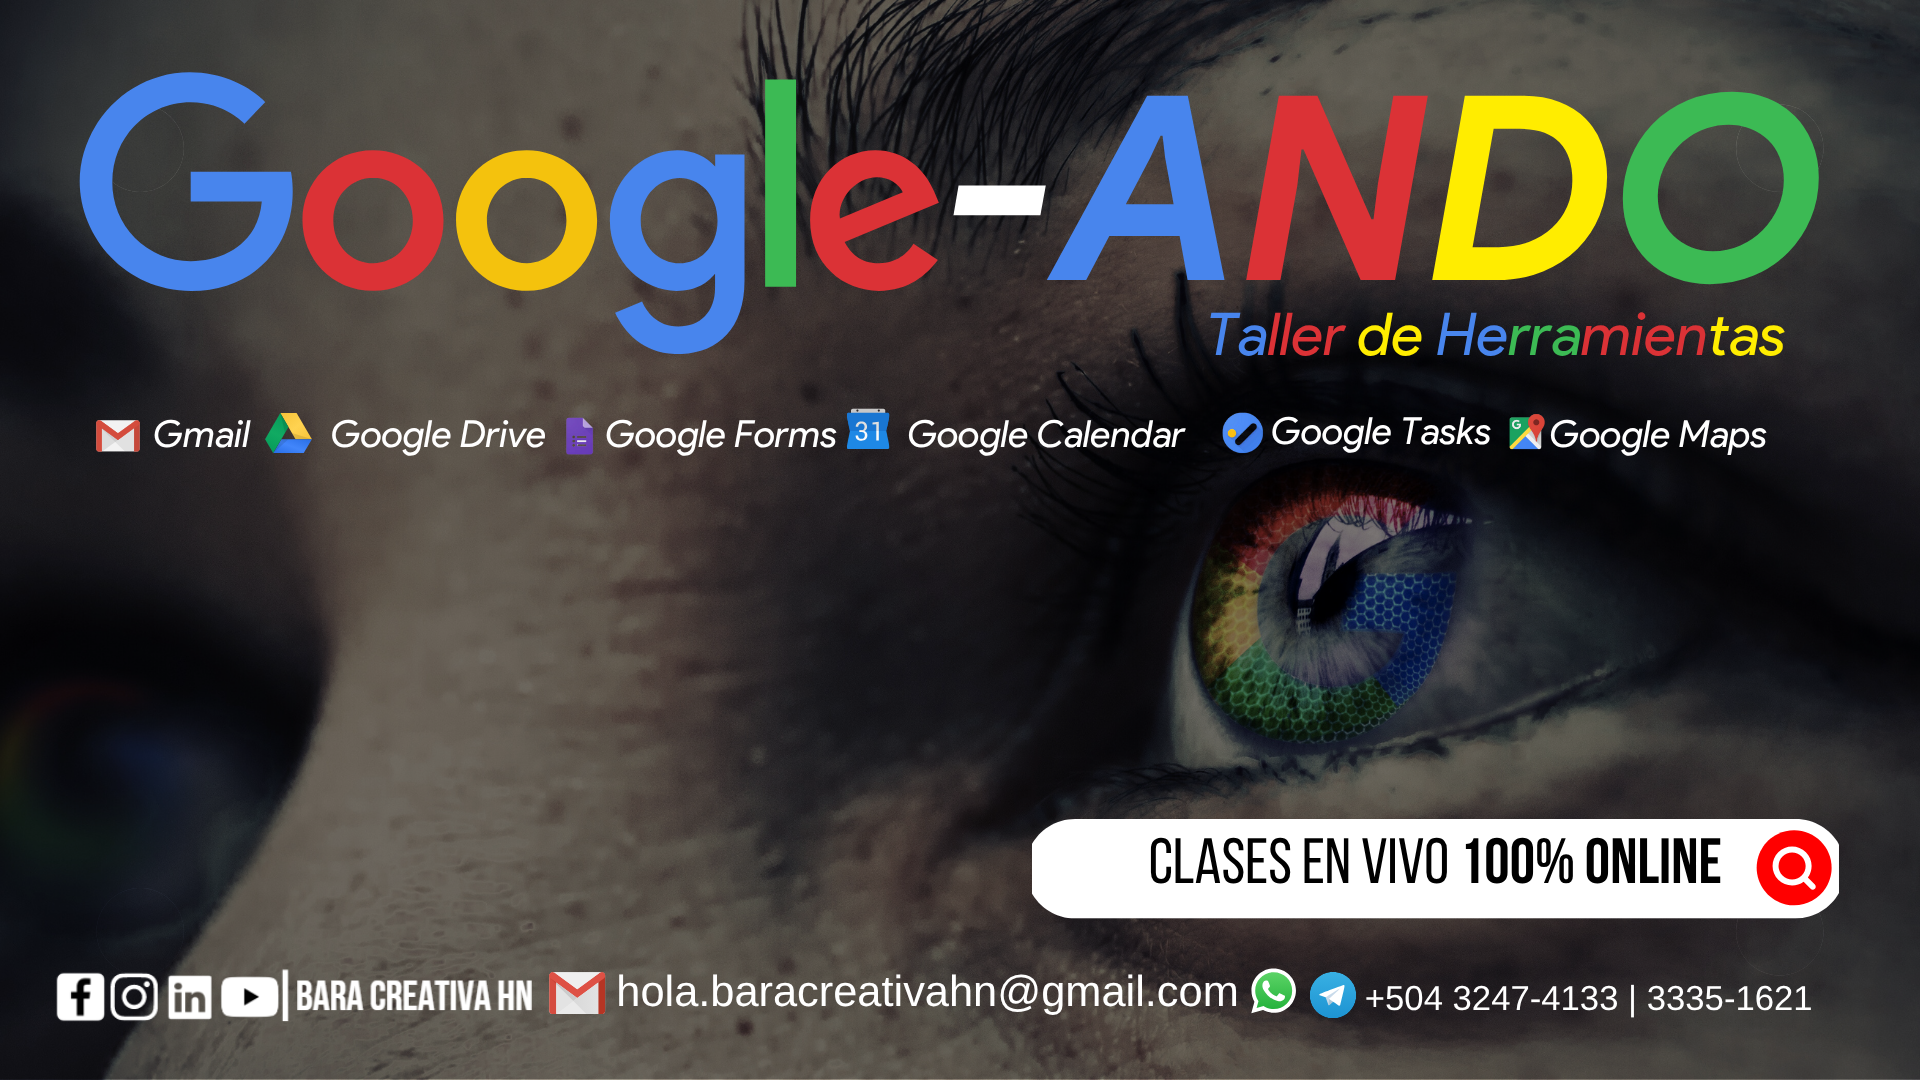 Google-ANDO
Taller de Herramientas
Gmail Google Drive Google Forms 31 Google Calendar Google Tasks G Google Maps
CLASES EN VIVO 100% ONLINE
f in | BARA CREATIVA HN hola.baracreativahn@gmail.com +504 3247-4133 | 3335-1621